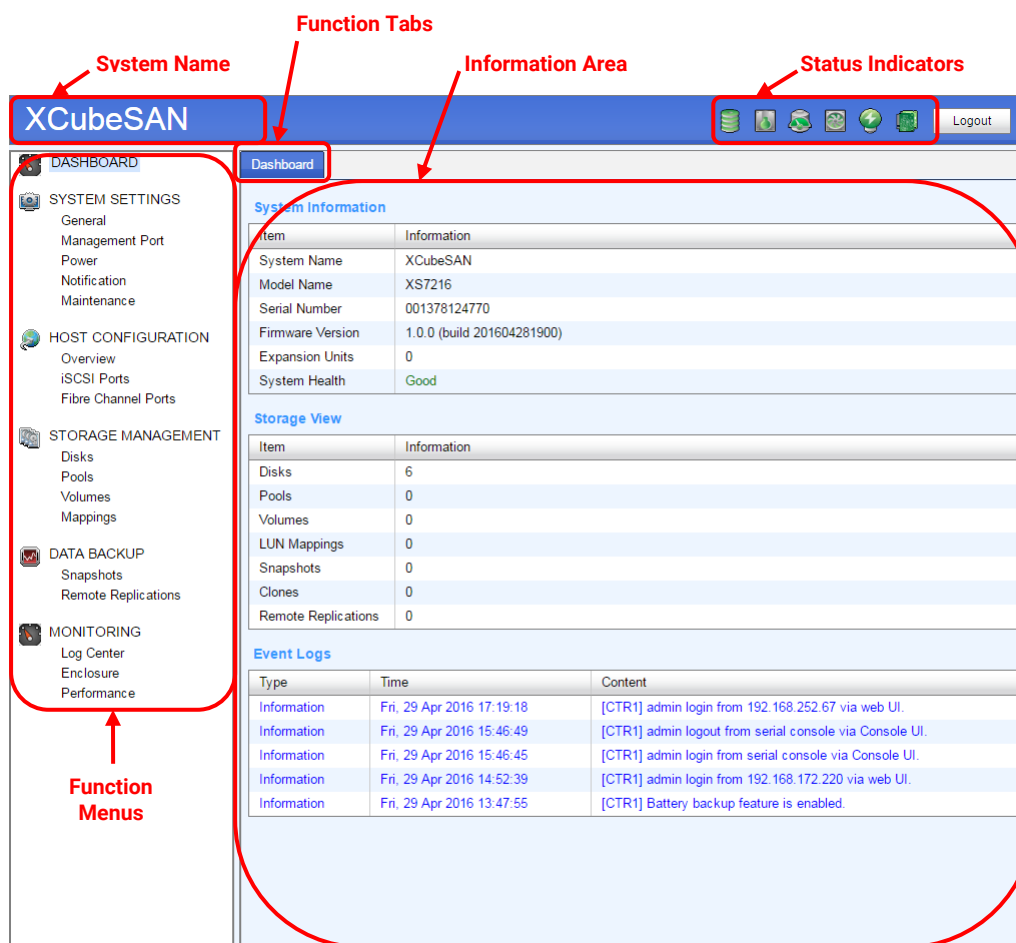 Function Tabs
System Name
Information Area
Status Indicators
XCubeSAN
Logout
DASHBOARD
SYSTEM SETTINGS
General
Management Port
Power
Notification
Maintenance
HOST CONFIGURATION
Overview
iSCSI Ports
Fibre Channel Ports
STORAGE MANAGEMENT
Disks
Pools
Volumes
Mappings
DATA BACKUP
Snapshots
Remote Replications
MONITORING
Log Center
Enclosure
Performance
Function
Menus
Dashboard
System Information
Item Information
System Name XCubeSAN
Model Name XS7216
Serial Number 001378124770
Firmware Version 1.0.0 (build 201604281900)
Expansion Units 0
System Health Good
Storage View
Item Information
Disks 6
Pools 0
Volumes 0
LUN Mappings 0
Snapshots 0
Clones 0
Remote Replications 0
Event Logs
Type Time Content
Information Fri, 29 Apr 2016 17:19:18 [CTR1] admin login from 192.168.252.67 via web UI.
Information Fri, 29 Apr 2016 15:46:49 [CTR1] admin logout from serial console via Console UI.
Information Fri, 29 Apr 2016 15:46:45 [CTR1] admin login from serial console via Console UI.
Information Fri, 29 Apr 2016 14:52:39 [CTR1] admin login from 192.168.172.220 via web UI.
Information Fri, 29 Apr 2016 13:47:55 [CTR1] Battery backup feature is enabled.